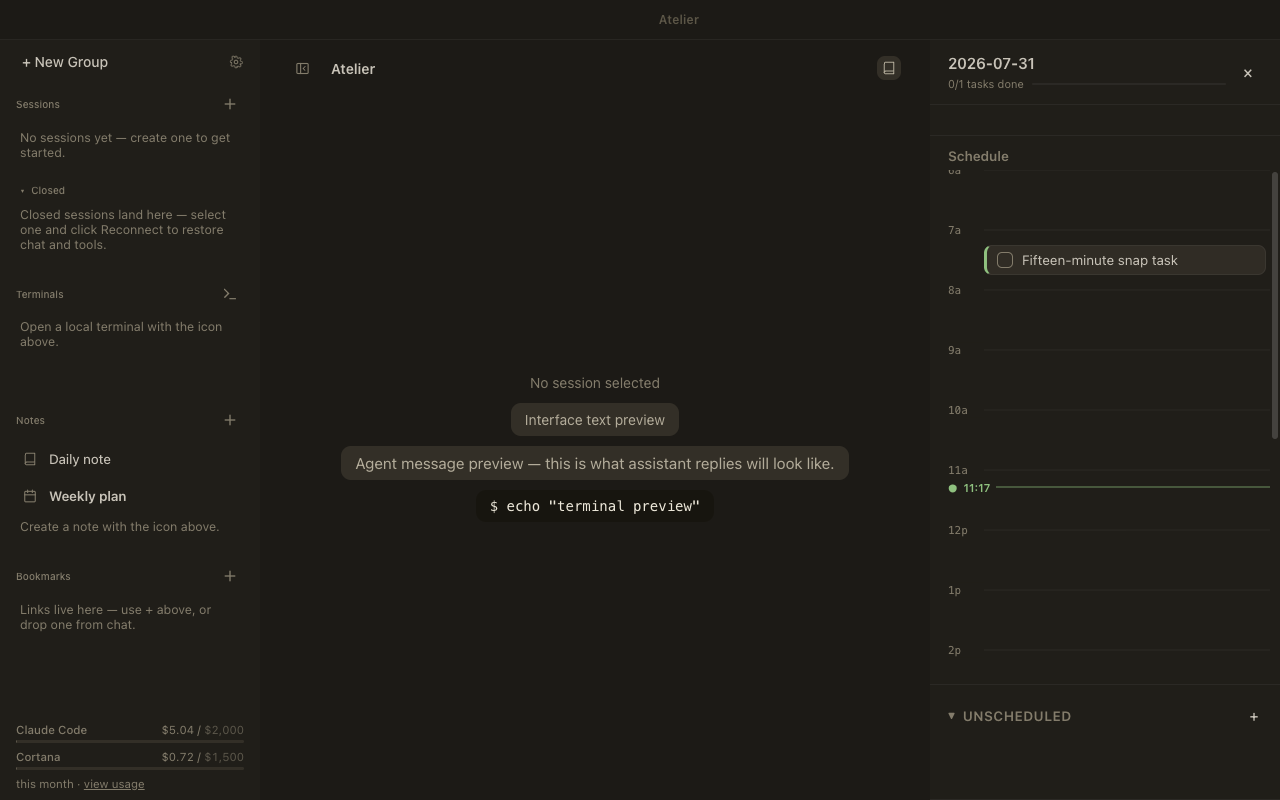 Atelier
+ New Group
Sessions
No sessions yet — create one to get
started.
Closed
Closed sessions land here — select
one and click Reconnect to restore
chat and tools.
Terminals
Open a local terminal with the icon
above.
Notes
Daily note
Weekly plan
Create a note with the icon above.
Bookmarks
Links live here — use + above, or
drop one from chat.
Claude Code $5.04 / $2,000
Cortana $0.72 / $1,500
this month · view usage
Atelier
No session selected
Interface text preview
Agent message preview — this is what assistant replies will look like.
$ echo "terminal preview"
2026-07-31
0/1 tasks done
Schedule
6a
7a
Fifteen-minute snap task
8a
9a
10a
11a
11:17
12p
1p
2p
UNSCHEDULED